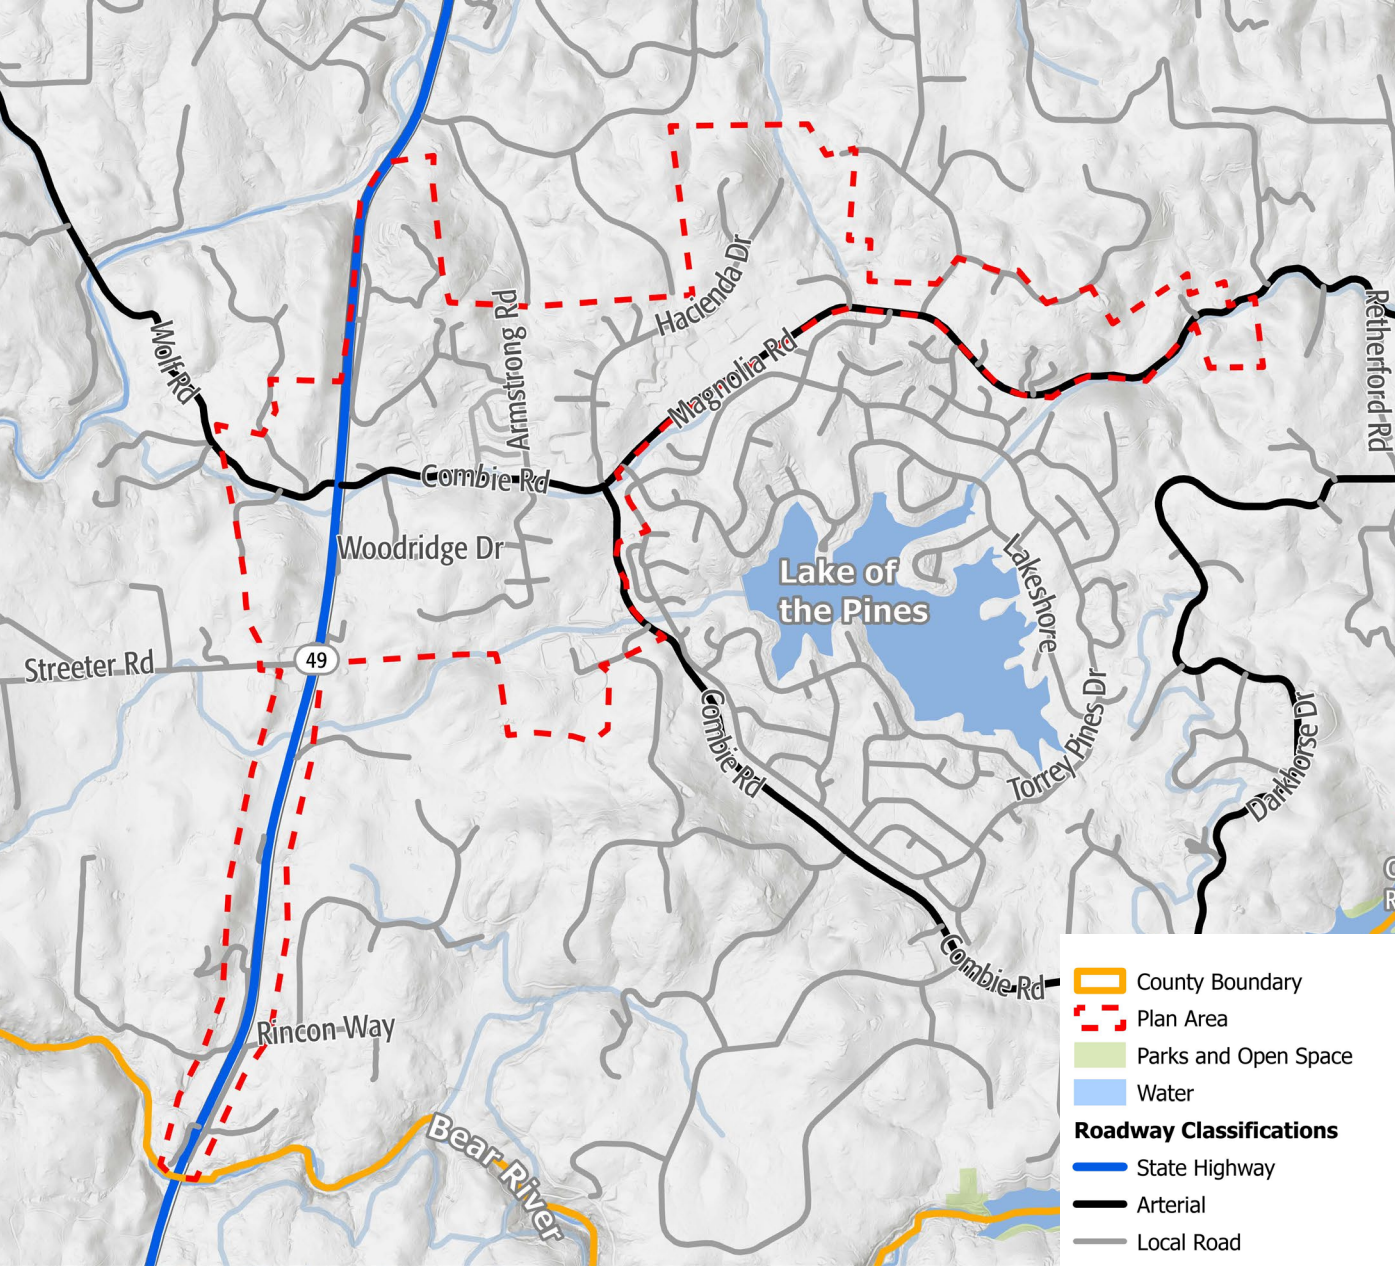 Hacienda Dr
Armstrong Rd
Wolf Rd
Magnolia Rd
Retherford Rd
Combie Rd
Woodridge Dr
Lake of
the Pines
Lakeshore
Streeter Rd
49
Torrey Pines Dr
Combie Rd
Darkhorse Dr
Combie Rd
Rincon Way
Bear River
County Boundary
Plan Area
Parks and Open Space
Water
Roadway Classifications
State Highway
Arterial
Local Road